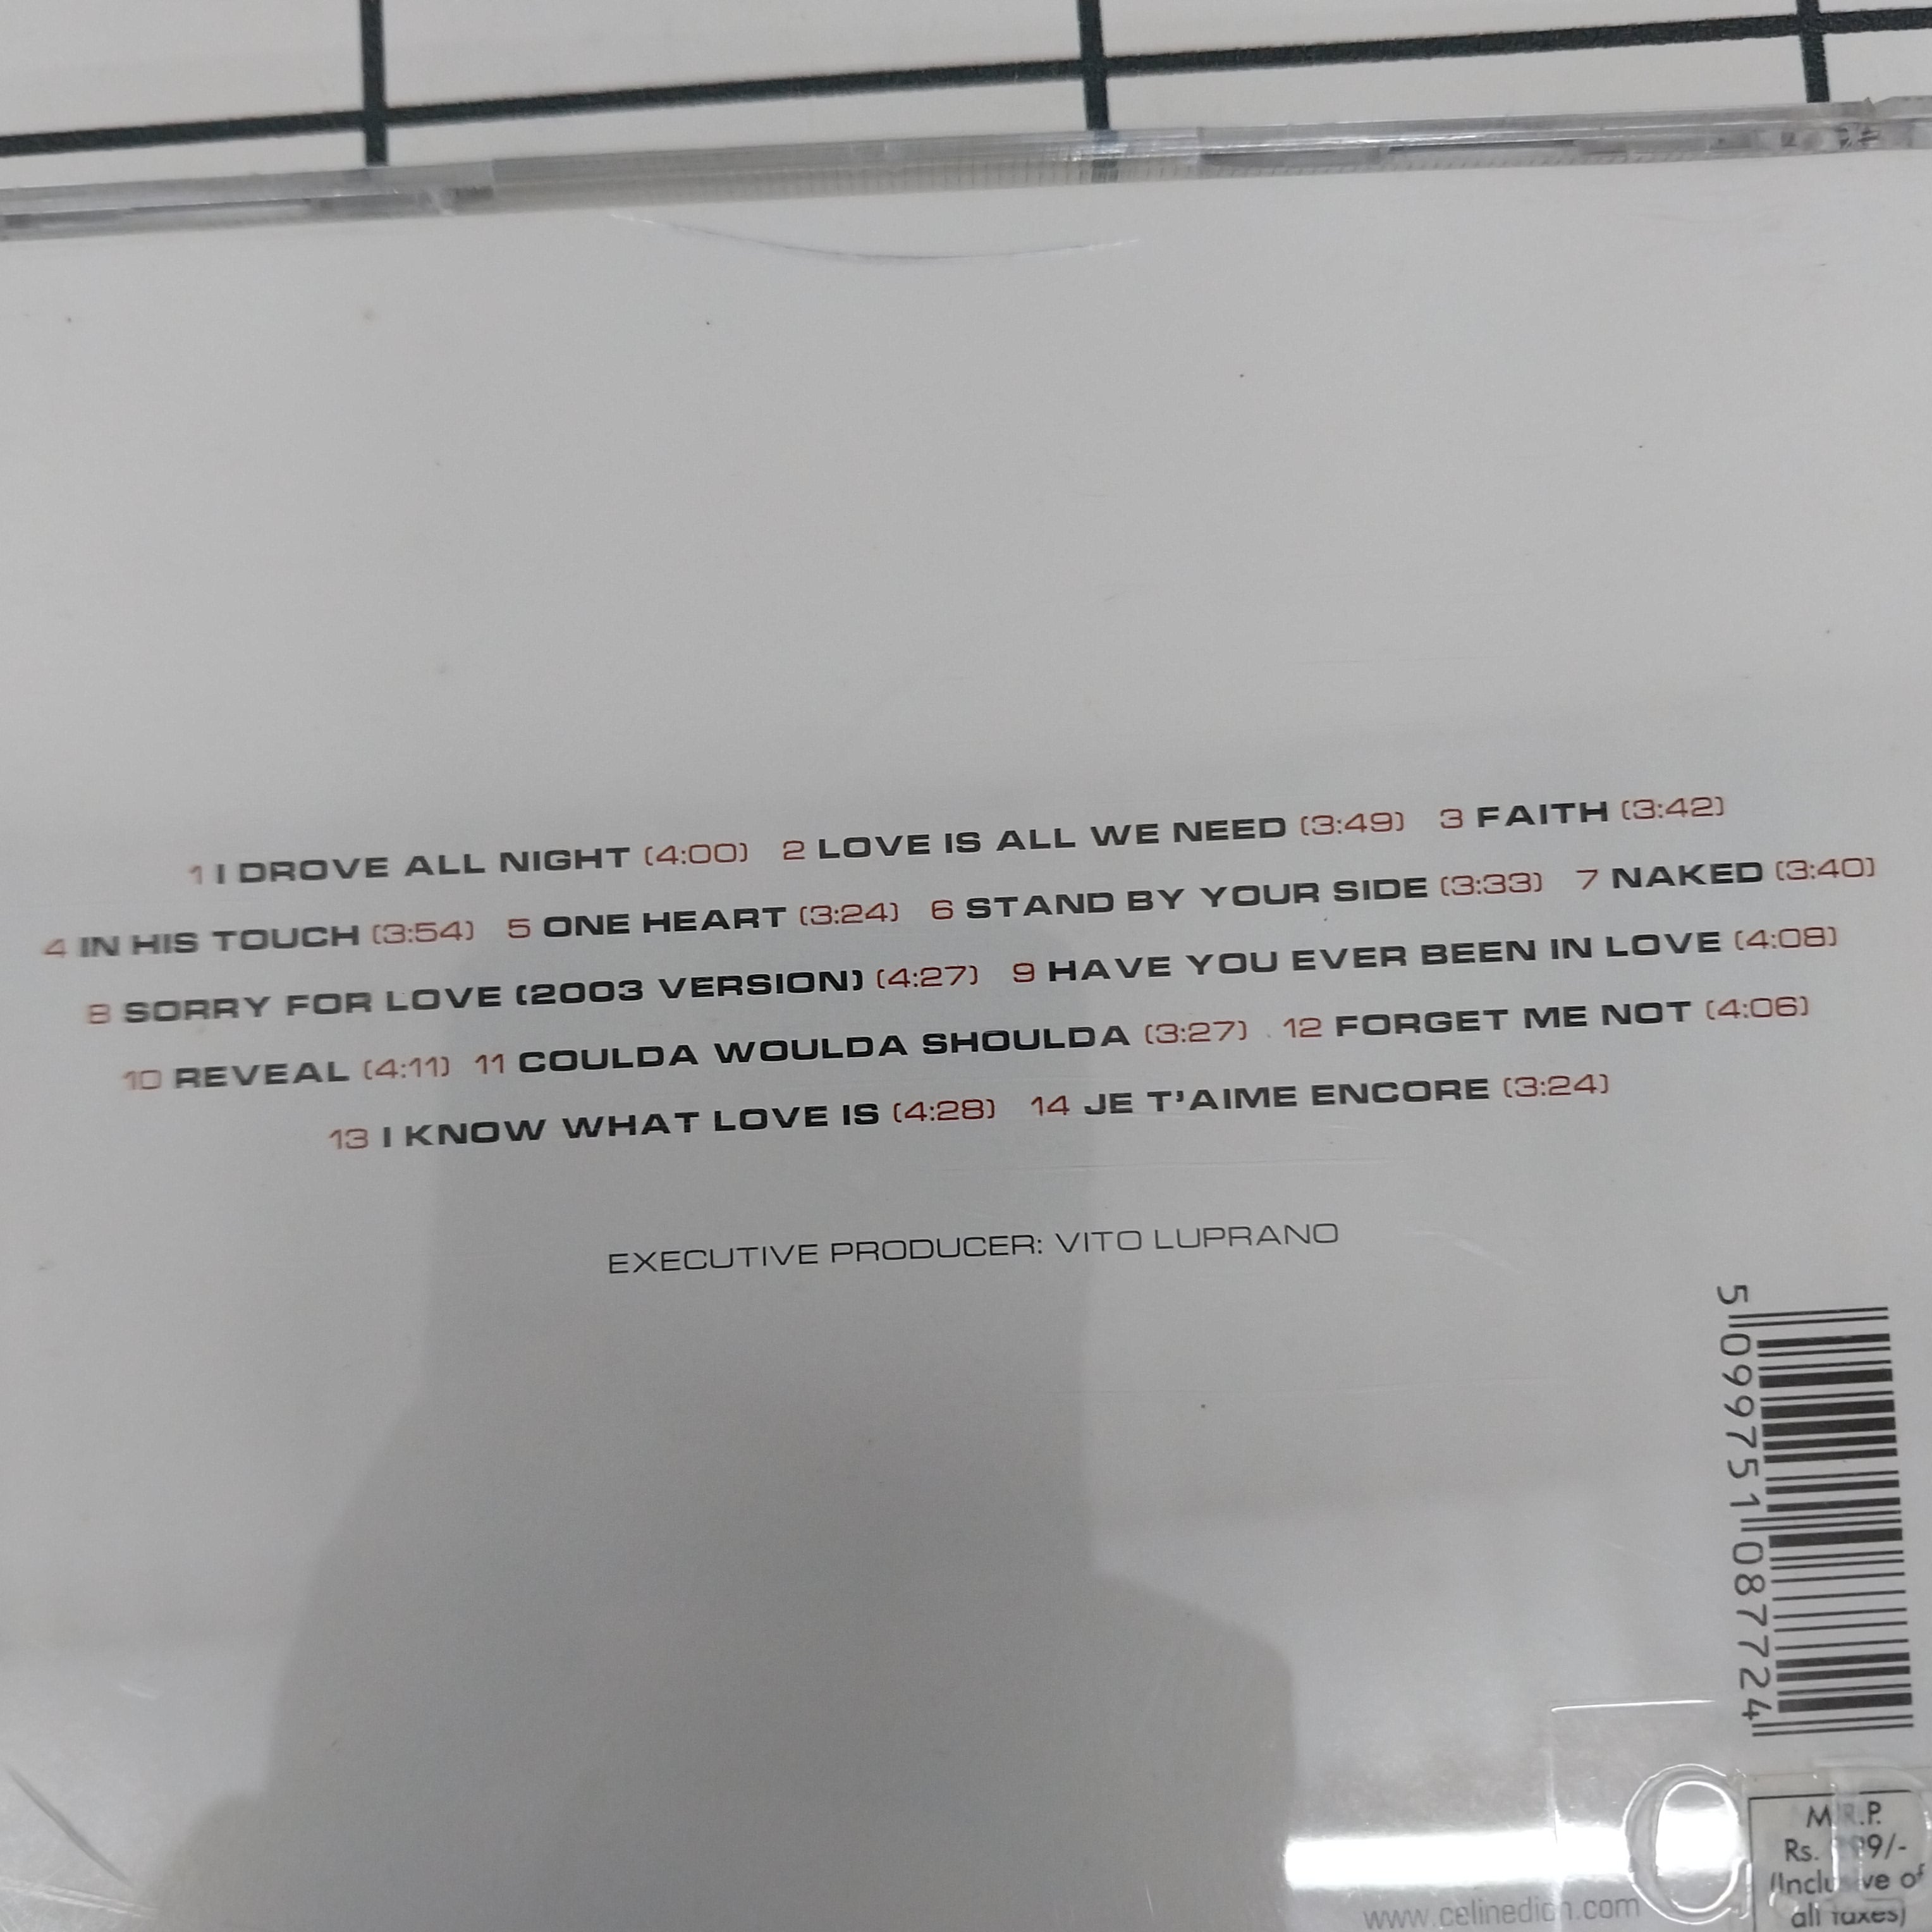 1 I DROVE ALL NIGHT (4:00) 2 LOVE IS ALL WE NEED (3:49) 3 FAITH (3:42)
4 IN HIS TOUCH (3:54) 5 ONE HEART (3:24) 6 STAND BY YOUR SIDE (3:33) 7 NAKED (3:40)
8 SORRY FOR LOVE (2003 VERSION) (4:27) 9 HAVE YOU EVER BEEN IN LOVE (4:08)
10 REVEAL (4:11) 11 COULDA WOULDA SHOULDA (3:27) 12 FORGET ME NOT (4:06)
13 I KNOW WHAT LOVE IS (4:28) 14 JE T'AIME ENCORE (3:24)
EXECUTIVE PRODUCER: VITO LUPRANO
5 099751 087724
M.R.P.
Rs.
(Inclusive of
all taxes)
www.celinedion.com